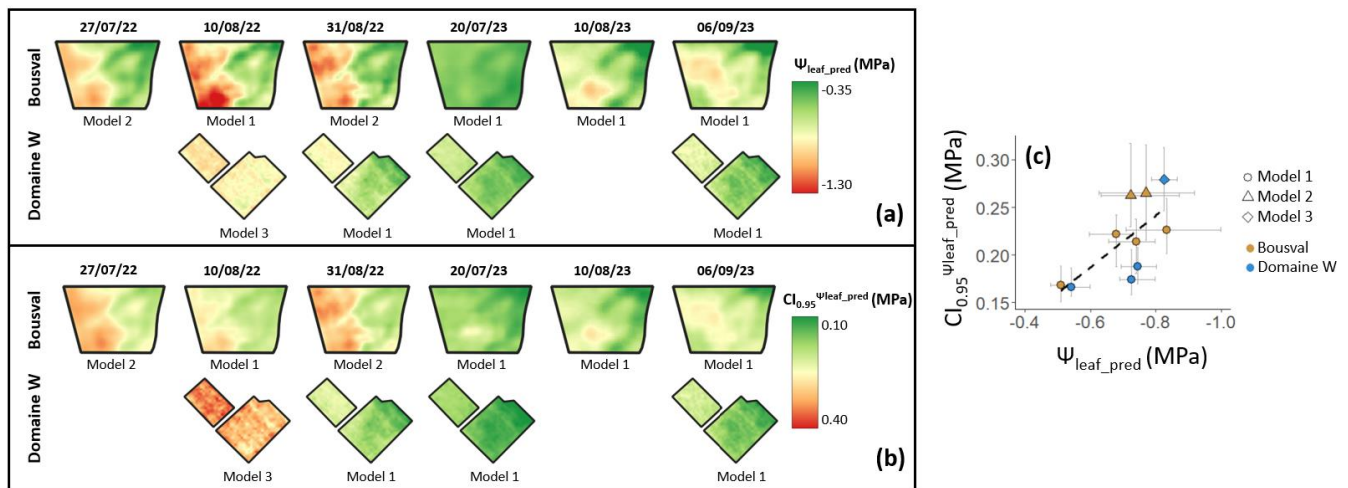 27/07/22 10/08/22 31/08/22 20/07/23 10/08/23 06/09/23
Bousval
Ψleaf_pred (MPa)
-0.35
-1.30
Model 2 Model 1 Model 2 Model 1 Model 1 Model 1
Domaine W
Model 3 Model 1 Model 1 Model 1
(a)
27/07/22 10/08/22 31/08/22 20/07/23 10/08/23 06/09/23
Bousval
CI0.95 Ψleaf_pred (MPa)
0.10
0.40
Model 2 Model 1 Model 2 Model 1 Model 1 Model 1
Domaine W
Model 3 Model 1 Model 1 Model 1
(b)
(c)
CI0.95 Ψleaf_pred (MPa)
0.30
0.25
0.20
0.15
-0.4 -0.6 -0.8 -1.0
Ψleaf_pred (MPa)
Model 1
Model 2
Model 3
Bousval
Domaine W